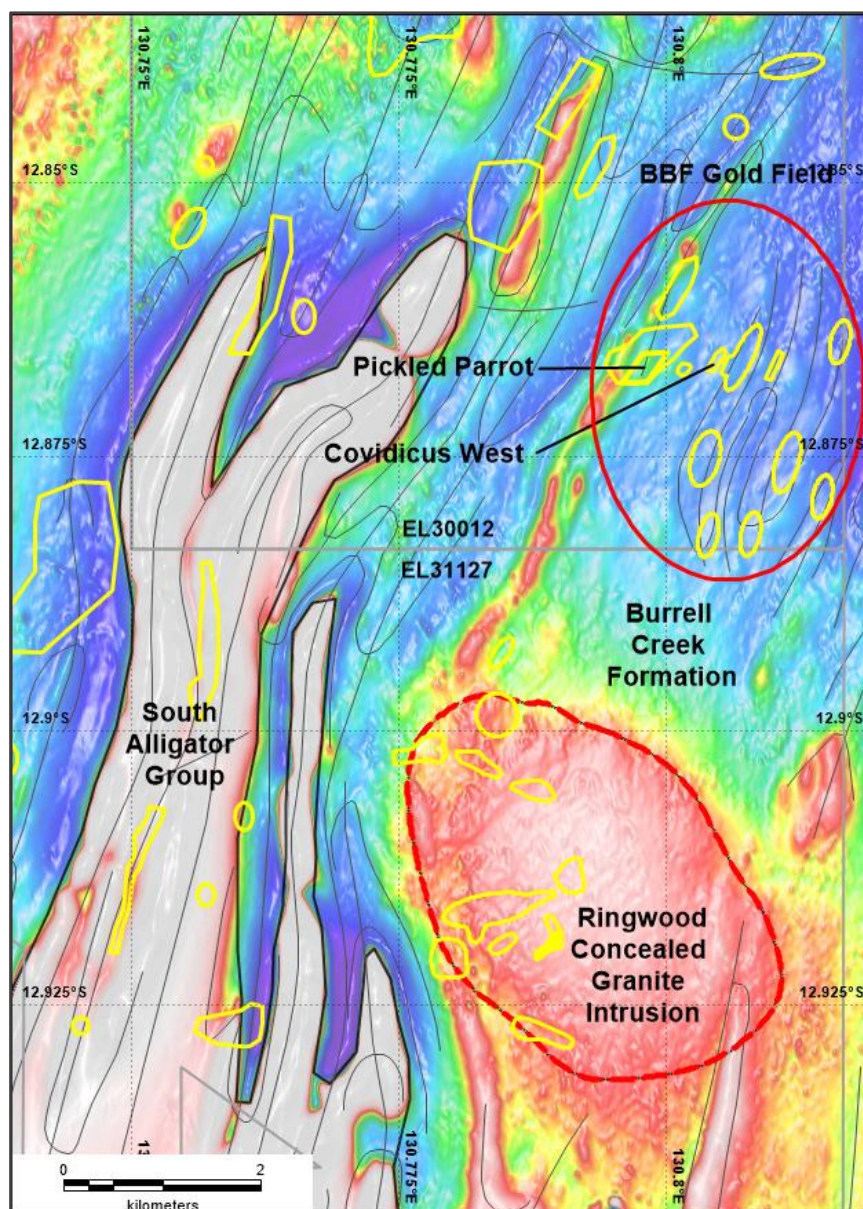 130.75°E
130.775°E
130.8°E
12.85°S
12.85°S
BBF Gold Field
Pickled Parrot
Covidicus West
12.875°S
12.875°S
EL30012
EL31127
Burrell
Creek
Formation
South
Alligator
Group
12.9°S
12.9°S
Ringwood
Concealed
Granite
Intrusion
12.925°S
12.925°S
130.775°E
130.8°E
0
2
kilometers